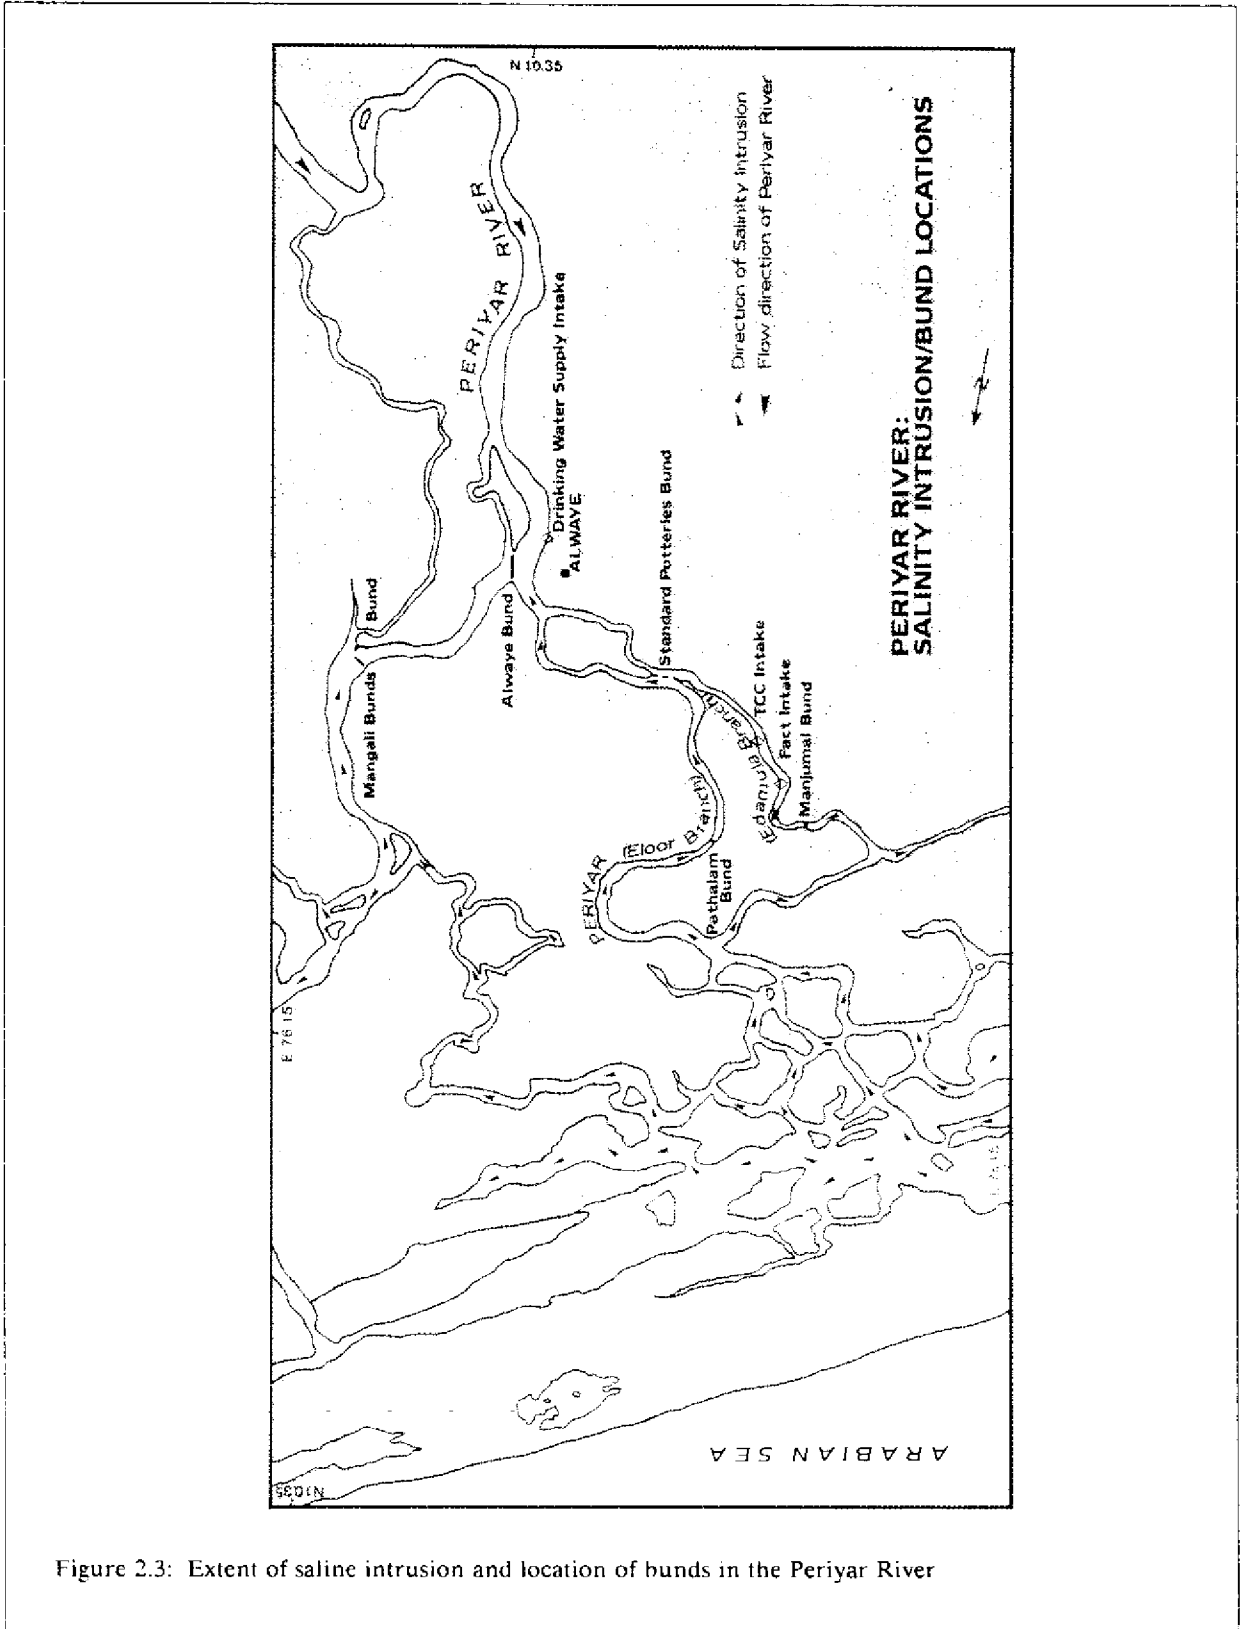 N 10.35
Direction of Salinity Intrusion
Flow direction of Periyar River
PERIYAR RIVER:
SALINITY INTRUSION/BUND LOCATIONS
N
PERIYAR RIVER
Drinking Water Supply Intake
ALWAYE
Bund
Mangali Bunds
Alwaye Bund
Standard Potteries Bund
TCC Intake
Fact Intake
Manjumal Bund
(Edamula Branch)
PERIYAR
(Eloor Branch)
Pathalam
Bund
E 76 15
ARABIAN SEA
N10.35
Figure 2.3: Extent of saline intrusion and location of bunds in the Periyar River